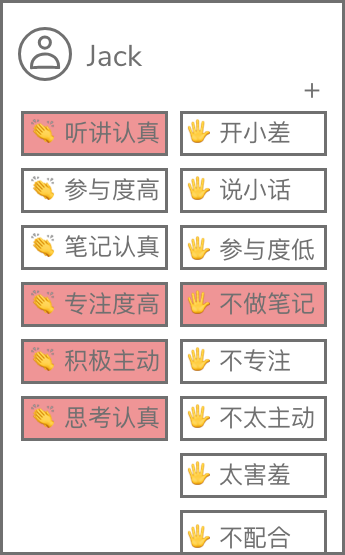 Jack
+
👏 听讲认真
🖐 开小差
👏 参与度高
🖐 说小话
👏 笔记认真
🖐 参与度低
👏 专注度高
🖐 不做笔记
👏 积极主动
🖐 不专注
👏 思考认真
🖐 不太主动
🖐 太害羞
🖐 不配合